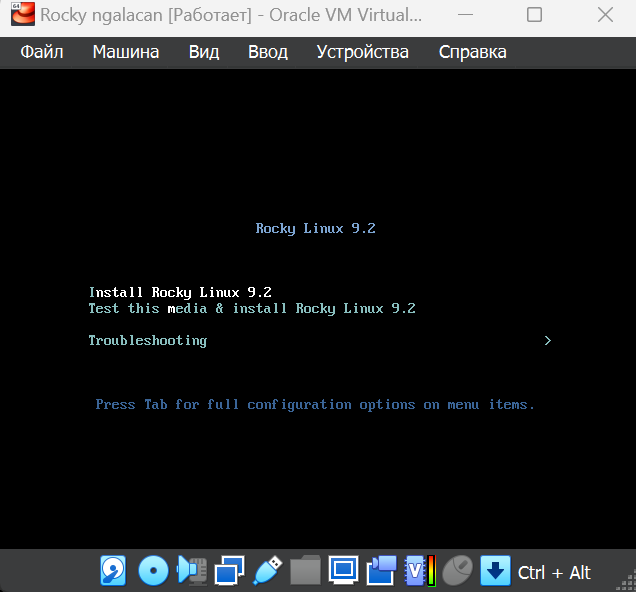 Rocky ngalacan [Работает] - Oracle VM Virtual...
Файл Машина Вид Ввод Устройства Справка
Rocky Linux 9.2
Install Rocky Linux 9.2
Test this media & install Rocky Linux 9.2
Troubleshooting >
Press Tab for full configuration options on menu items.
Ctrl + Alt